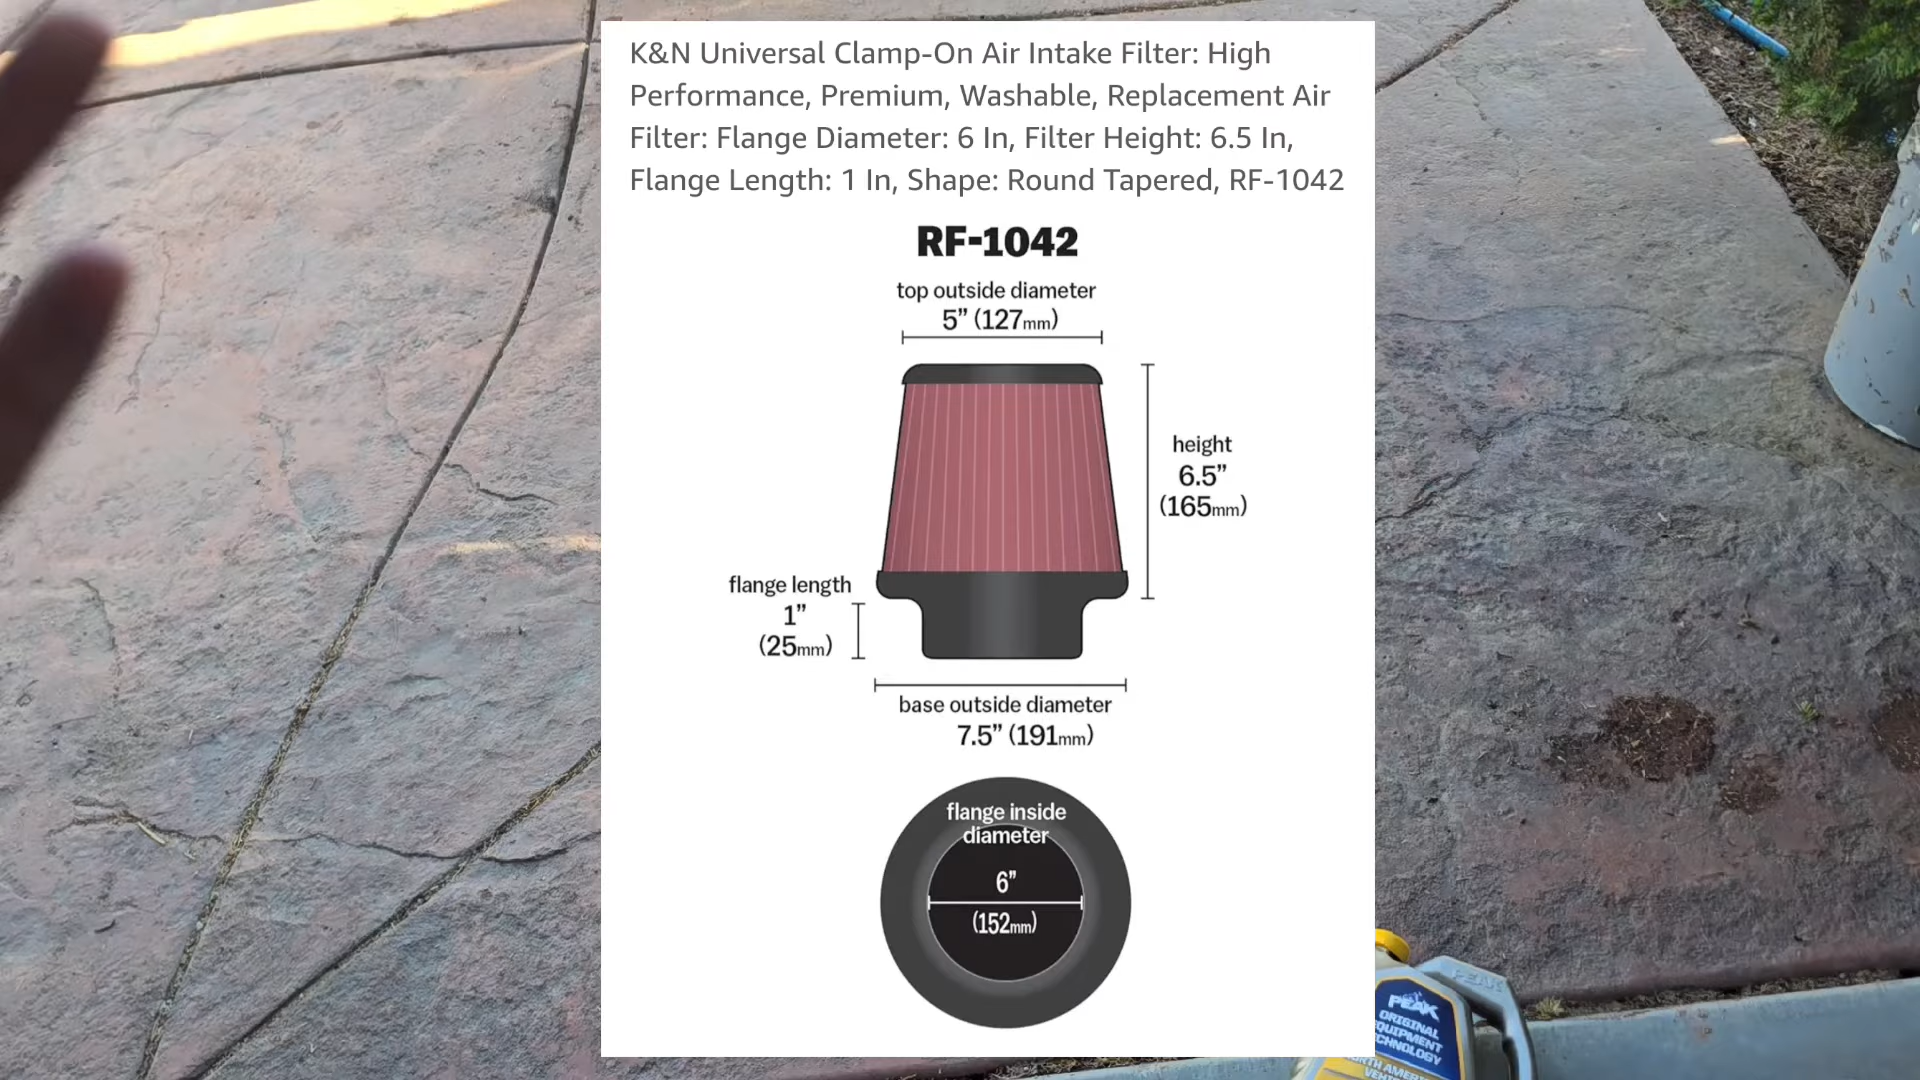 K&N Universal Clamp-On Air Intake Filter: High
Performance, Premium, Washable, Replacement Air
Filter: Flange Diameter: 6 In, Filter Height: 6.5 In,
Flange Length: 1 In, Shape: Round Tapered, RF-1042
RF-1042
top outside diameter
5” (127mm)
height
6.5”
(165mm)
flange length
1”
(25mm)
base outside diameter
7.5” (191mm)
flange inside
diameter
6”
(152mm)
PEAK
PEAK
ORIGINAL
EQUIPMENT
TECHNOLOGY